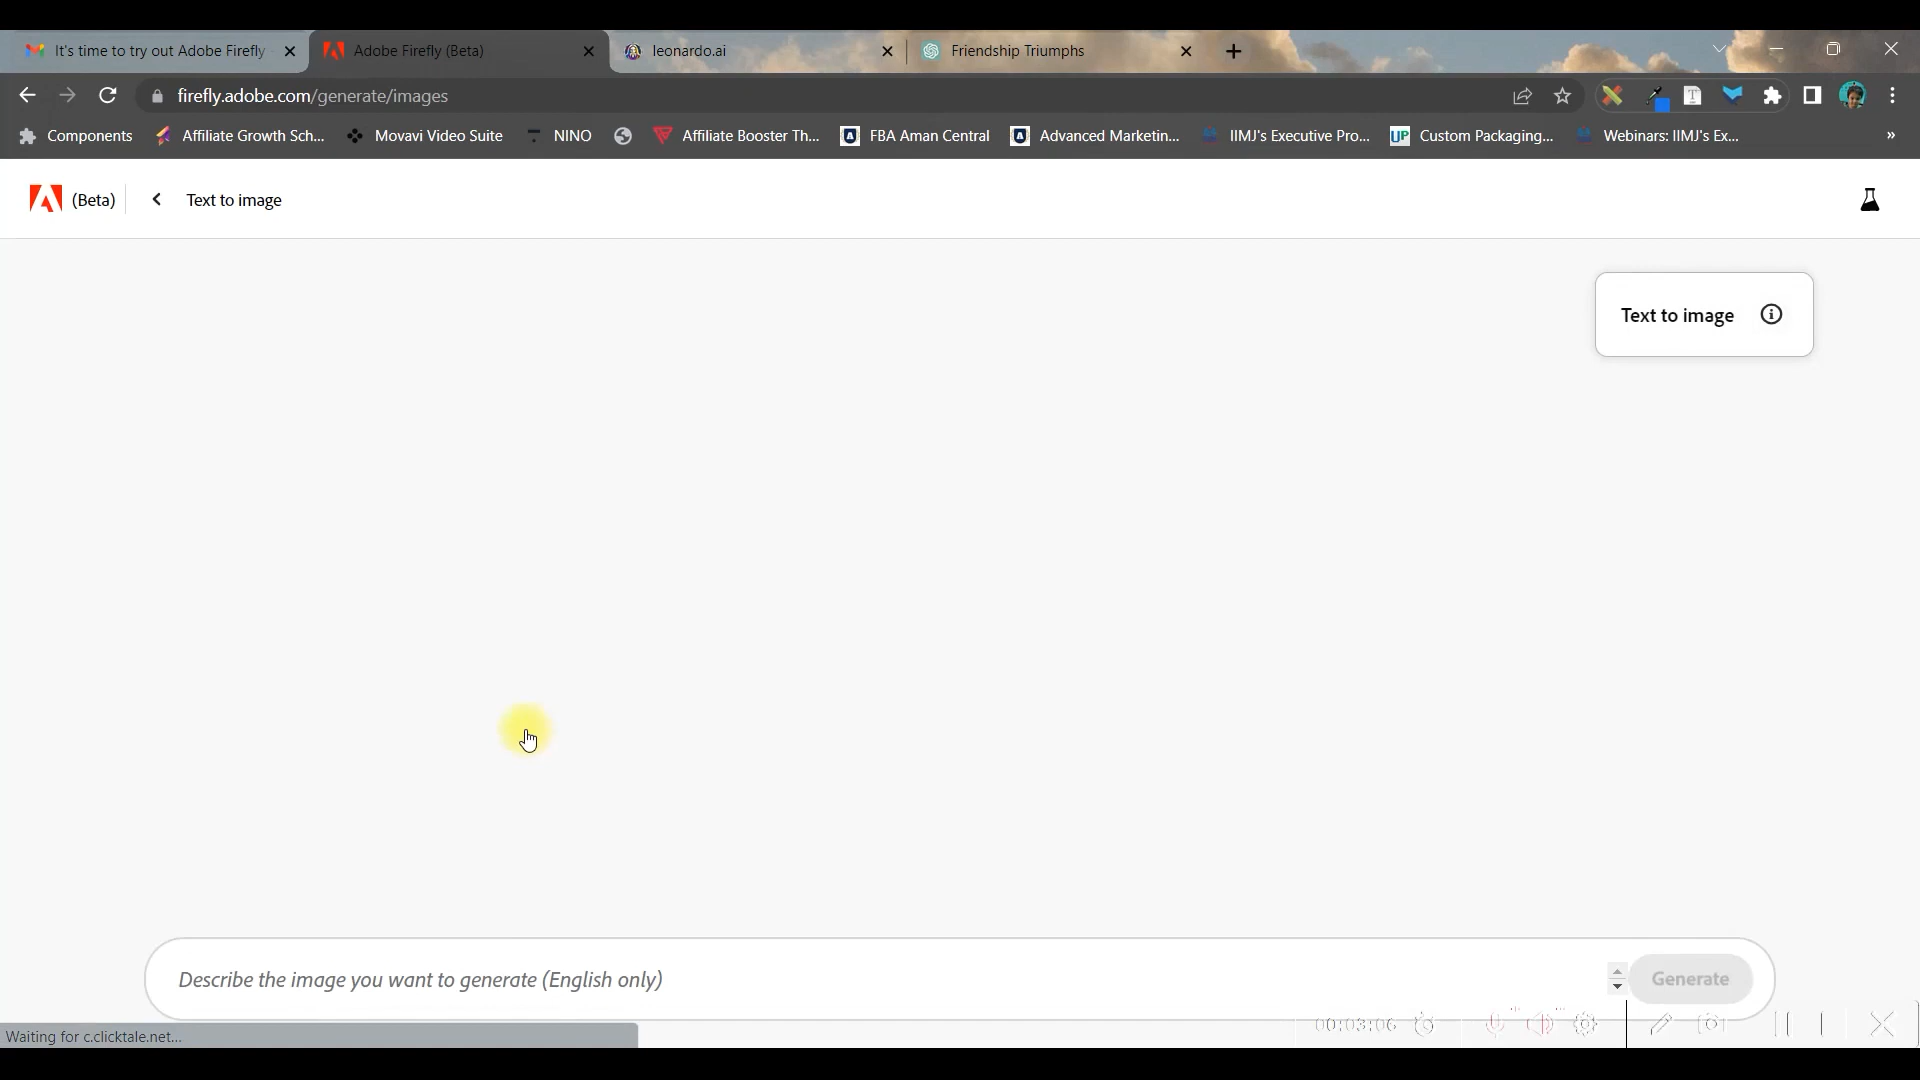 It's time to try out Adobe Firefly
Adobe Firefly (Beta)
leonardo.ai
Friendship Triumphs
firefly.adobe.com/generate/images
Components
Affiliate Growth Sch...
Movavi Video Suite
NINO
Affiliate Booster Th...
FBA Aman Central
Advanced Marketin...
IIMJ's Executive Pro...
UP
Custom Packaging...
Webinars: IIMJ's Ex...
»
(Beta)
Text to image
Text to image
Describe the image you want to generate (English only)
Generate
Waiting for c.clicktale.net...
00:03:06